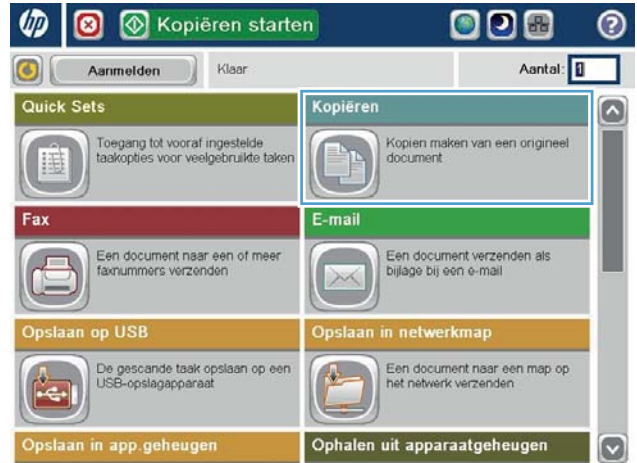 hp
Kopiëren starten
?
Aanmelden
Klaar
Aantal: 1
Quick Sets
Toegang tot vooraf ingestelde
taakopties voor veelgebruikte taken
Kopiëren
Kopien maken van een origineel
document
Fax
Een document naar een of meer
faxnummers verzenden
E-mail
Een document verzenden als
bijlage bij een e-mail
Opslaan op USB
De gescande taak opslaan op een
USB-opslagapparaat
Opslaan in netwerkmap
Een document naar een map op
het netwerk verzenden
Opslaan in app.geheugen
Ophalen uit apparaatgeheugen